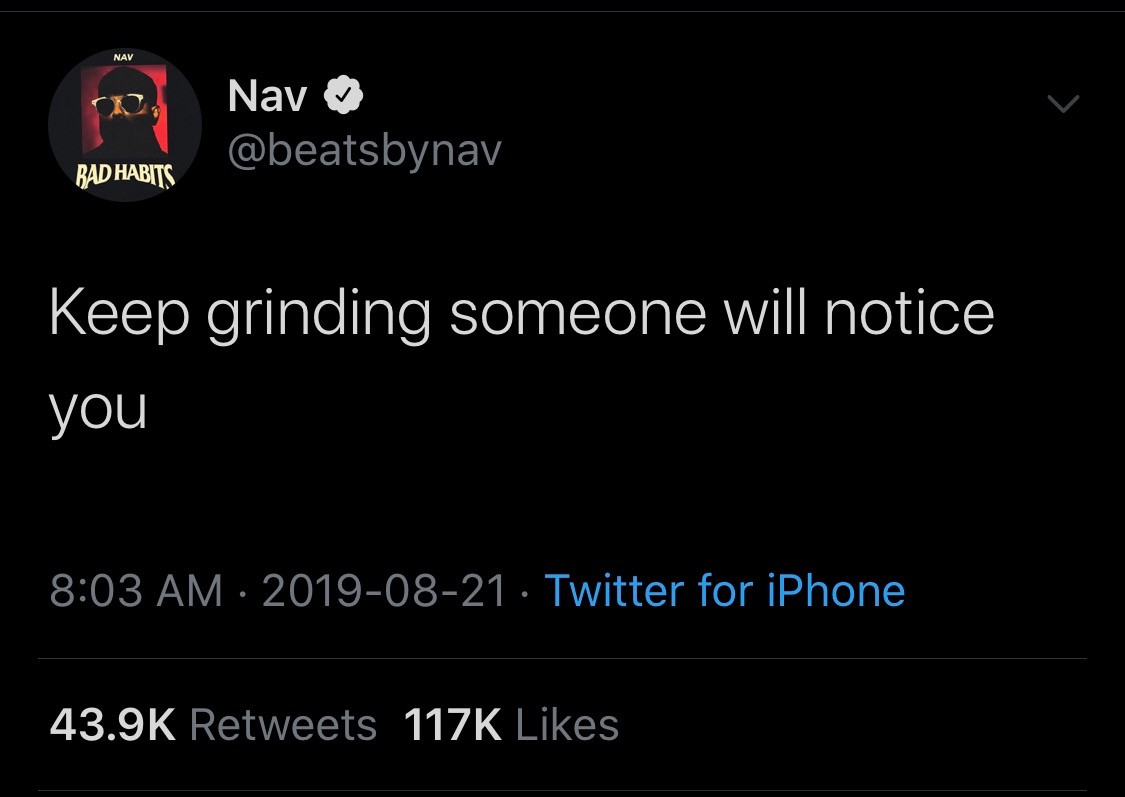 NAV
BAD HABITS
Nav
@beatsbynav
Keep grinding someone will notice
you
8:03 AM · 2019-08-21 · Twitter for iPhone
43.9K Retweets 117K Likes